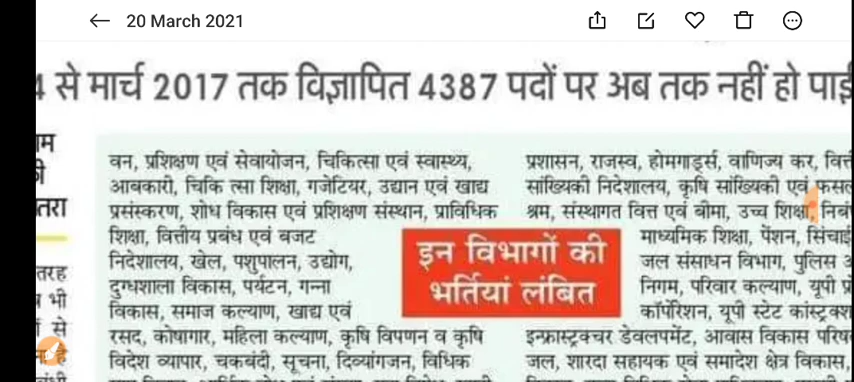 20 March 2021
से मार्च 2017 तक विज्ञापित 4387 पदों पर अब तक नहीं हो पाई
तरह
भी
से
है
वन, प्रशिक्षण एवं सेवायोजन, चिकित्सा एवं स्वास्थ्य,
आबकारी, चिकि त्सा शिक्षा, गजेटियर, उद्यान एवं खाद्य
प्रसंस्करण, शोध विकास एवं प्रशिक्षण संस्थान, प्राविधिक
शिक्षा, वित्तीय प्रबंध एवं बजट
निदेशालय, खेल, पशुपालन, उद्योग,
दुग्धशाला विकास, पर्यटन, गन्ना
विकास, समाज कल्याण, खाद्य एवं
रसद, कोषागार, महिला कल्याण, कृषि विपणन व कृषि
विदेश व्यापार, चकबंदी, सूचना, दिव्यांगजन, विधिक
इन विभागों की
भर्तियां लंबित
प्रशासन, राजस्व, होमगार्ड्स, वाणिज्य कर, वित्त
सांख्यिकी निदेशालय, कृषि सांख्यिकी एवं फसल
श्रम, संस्थागत वित्त एवं बीमा, उच्च शिक्षा,
माध्यमिक शिक्षा, पेंशन, सिंचाई
जल संसाधन विभाग, पुलिस
निगम, परिवार कल्याण, यूपी
कॉर्पोरेशन, यूपी स्टेट
इन्फ्रास्ट्रक्चर डेवलपमेंट, आवास विकास
जल, शारदा सहायक एवं समादेश क्षेत्र विकास,